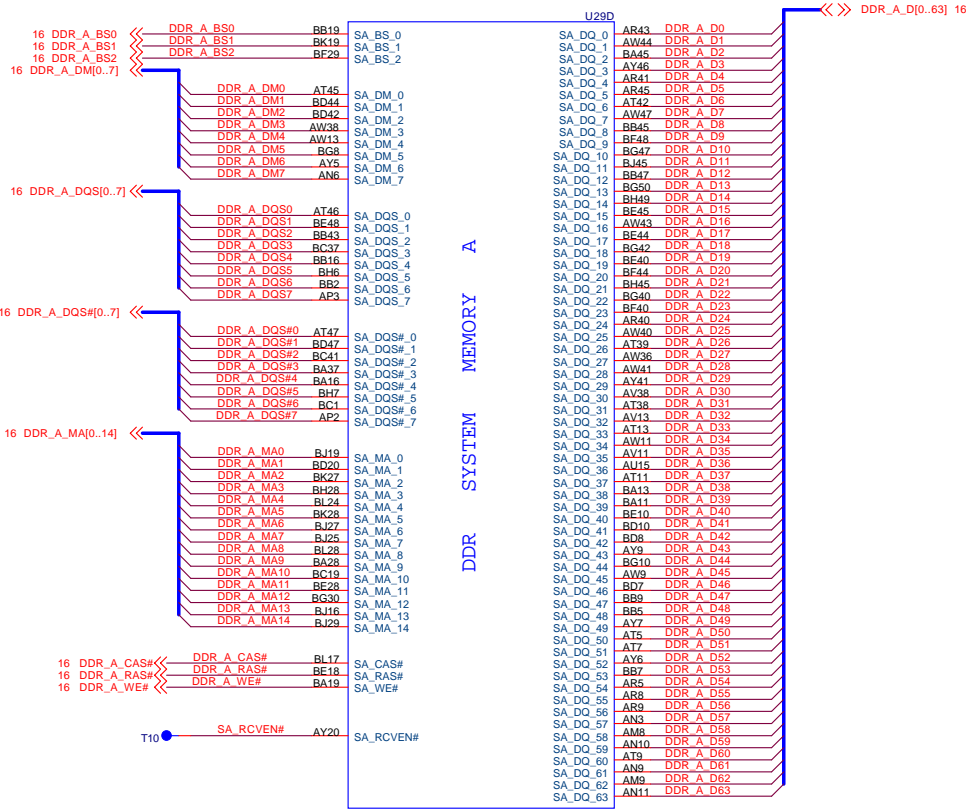 U29D
DDR_A_D[0..63] 16
16 DDR_A_BS0 DDR_A_BS0 BB19 SA_BS_0
16 DDR_A_BS1 DDR_A_BS1 BK19 SA_BS_1
16 DDR_A_BS2 DDR_A_BS2 BF29 SA_BS_2
16 DDR_A_DM[0..7]
DDR_A_DM0 AT45 SA_DM_0
DDR_A_DM1 BD44 SA_DM_1
DDR_A_DM2 BD42 SA_DM_2
DDR_A_DM3 AW38 SA_DM_3
DDR_A_DM4 AW13 SA_DM_4
DDR_A_DM5 BG8 SA_DM_5
DDR_A_DM6 AY5 SA_DM_6
DDR_A_DM7 AN6 SA_DM_7
16 DDR_A_DQS[0..7]
DDR_A_DQS0 AT46 SA_DQS_0
DDR_A_DQS1 BE48 SA_DQS_1
DDR_A_DQS2 BB43 SA_DQS_2
DDR_A_DQS3 BC37 SA_DQS_3
DDR_A_DQS4 BB16 SA_DQS_4
DDR_A_DQS5 BH6 SA_DQS_5
DDR_A_DQS6 BB2 SA_DQS_6
DDR_A_DQS7 AP3 SA_DQS_7
16 DDR_A_DQS#[0..7]
DDR_A_DQS#0 AT47 SA_DQS#_0
DDR_A_DQS#1 BD47 SA_DQS#_1
DDR_A_DQS#2 BC41 SA_DQS#_2
DDR_A_DQS#3 BA37 SA_DQS#_3
DDR_A_DQS#4 BA16 SA_DQS#_4
DDR_A_DQS#5 BH7 SA_DQS#_5
DDR_A_DQS#6 BC1 SA_DQS#_6
DDR_A_DQS#7 AP2 SA_DQS#_7
16 DDR_A_MA[0..14]
DDR_A_MA0 BJ19 SA_MA_0
DDR_A_MA1 BD20 SA_MA_1
DDR_A_MA2 BK27 SA_MA_2
DDR_A_MA3 BH28 SA_MA_3
DDR_A_MA4 BL24 SA_MA_4
DDR_A_MA5 BK28 SA_MA_5
DDR_A_MA6 BJ27 SA_MA_6
DDR_A_MA7 BJ25 SA_MA_7
DDR_A_MA8 BL28 SA_MA_8
DDR_A_MA9 BA28 SA_MA_9
DDR_A_MA10 BC19 SA_MA_10
DDR_A_MA11 BE28 SA_MA_11
DDR_A_MA12 BG30 SA_MA_12
DDR_A_MA13 BJ16 SA_MA_13
DDR_A_MA14 BJ29 SA_MA_14
16 DDR_A_CAS# DDR_A_CAS# BL17 SA_CAS#
16 DDR_A_RAS# DDR_A_RAS# BE18 SA_RAS#
16 DDR_A_WE# DDR_A_WE# BA19 SA_WE#
T10 SA_RCVEN# AY20 SA_RCVEN#
DDR SYSTEM MEMORY A
SA_DQ_0 AR43 DDR_A_D0
SA_DQ_1 AW44 DDR_A_D1
SA_DQ_2 BA45 DDR_A_D2
SA_DQ_3 AY46 DDR_A_D3
SA_DQ_4 AR41 DDR_A_D4
SA_DQ_5 AR45 DDR_A_D5
SA_DQ_6 AT42 DDR_A_D6
SA_DQ_7 AW47 DDR_A_D7
SA_DQ_8 BB45 DDR_A_D8
SA_DQ_9 BF48 DDR_A_D9
SA_DQ_10 BG47 DDR_A_D10
SA_DQ_11 BJ45 DDR_A_D11
SA_DQ_12 BB47 DDR_A_D12
SA_DQ_13 BG50 DDR_A_D13
SA_DQ_14 BH49 DDR_A_D14
SA_DQ_15 BE45 DDR_A_D15
SA_DQ_16 AW43 DDR_A_D16
SA_DQ_17 BE44 DDR_A_D17
SA_DQ_18 BG42 DDR_A_D18
SA_DQ_19 BE40 DDR_A_D19
SA_DQ_20 BF44 DDR_A_D20
SA_DQ_21 BH45 DDR_A_D21
SA_DQ_22 BG40 DDR_A_D22
SA_DQ_23 BF40 DDR_A_D23
SA_DQ_24 AR40 DDR_A_D24
SA_DQ_25 AW40 DDR_A_D25
SA_DQ_26 AT39 DDR_A_D26
SA_DQ_27 AW36 DDR_A_D27
SA_DQ_28 AW41 DDR_A_D28
SA_DQ_29 AY41 DDR_A_D29
SA_DQ_30 AV38 DDR_A_D30
SA_DQ_31 AT38 DDR_A_D31
SA_DQ_32 AV13 DDR_A_D32
SA_DQ_33 AT13 DDR_A_D33
SA_DQ_34 AW11 DDR_A_D34
SA_DQ_35 AV11 DDR_A_D35
SA_DQ_36 AU15 DDR_A_D36
SA_DQ_37 AT11 DDR_A_D37
SA_DQ_38 BA13 DDR_A_D38
SA_DQ_39 BA11 DDR_A_D39
SA_DQ_40 BE10 DDR_A_D40
SA_DQ_41 BD10 DDR_A_D41
SA_DQ_42 BD8 DDR_A_D42
SA_DQ_43 AY9 DDR_A_D43
SA_DQ_44 BG10 DDR_A_D44
SA_DQ_45 AW9 DDR_A_D45
SA_DQ_46 BD7 DDR_A_D46
SA_DQ_47 BB9 DDR_A_D47
SA_DQ_48 BB5 DDR_A_D48
SA_DQ_49 AY7 DDR_A_D49
SA_DQ_50 AT5 DDR_A_D50
SA_DQ_51 AT7 DDR_A_D51
SA_DQ_52 AY6 DDR_A_D52
SA_DQ_53 BB7 DDR_A_D53
SA_DQ_54 AR5 DDR_A_D54
SA_DQ_55 AR8 DDR_A_D55
SA_DQ_56 AR9 DDR_A_D56
SA_DQ_57 AN3 DDR_A_D57
SA_DQ_58 AM8 DDR_A_D58
SA_DQ_59 AN10 DDR_A_D59
SA_DQ_60 AT9 DDR_A_D60
SA_DQ_61 AN9 DDR_A_D61
SA_DQ_62 AM9 DDR_A_D62
SA_DQ_63 AN11 DDR_A_D63